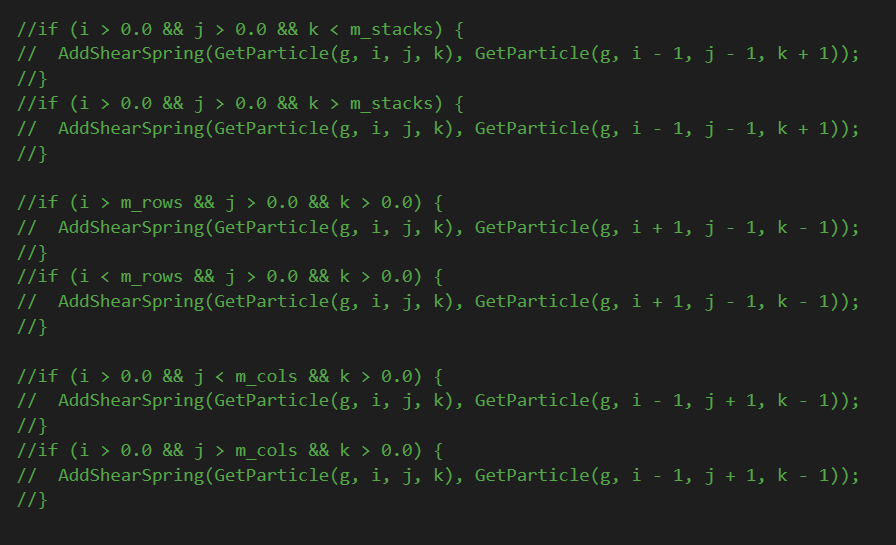 //if (i > 0.0 && j > 0.0 && k < m_stacks) {
//  AddShearSpring(GetParticle(g, i, j, k), GetParticle(g, i - 1, j - 1, k + 1));
//}
//if (i > 0.0 && j > 0.0 && k > m_stacks) {
//  AddShearSpring(GetParticle(g, i, j, k), GetParticle(g, i - 1, j - 1, k + 1));
//}

//if (i > m_rows && j > 0.0 && k > 0.0) {
//  AddShearSpring(GetParticle(g, i, j, k), GetParticle(g, i + 1, j - 1, k - 1));
//}
//if (i < m_rows && j > 0.0 && k > 0.0) {
//  AddShearSpring(GetParticle(g, i, j, k), GetParticle(g, i + 1, j - 1, k - 1));
//}

//if (i > 0.0 && j < m_cols && k > 0.0) {
//  AddShearSpring(GetParticle(g, i, j, k), GetParticle(g, i - 1, j + 1, k - 1));
//}
//if (i > 0.0 && j > m_cols && k > 0.0) {
//  AddShearSpring(GetParticle(g, i, j, k), GetParticle(g, i - 1, j + 1, k - 1));
//}